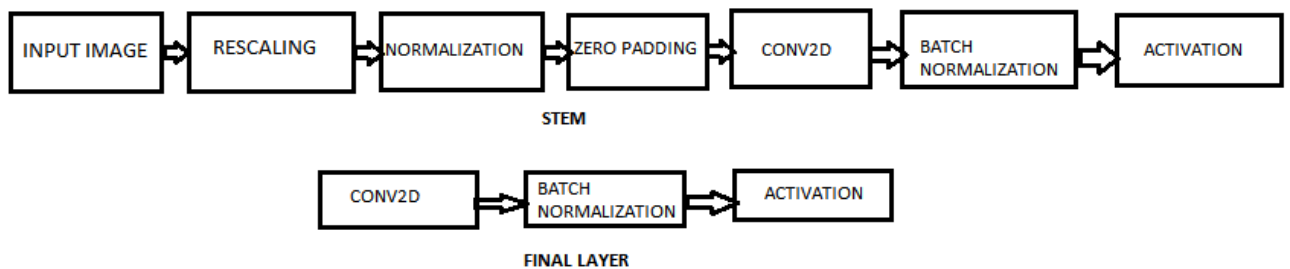 INPUT IMAGE
RESCALING
NORMALIZATION
ZERO PADDING
CONV2D
BATCH
NORMALIZATION
ACTIVATION
STEM
CONV2D
BATCH
NORMALIZATION
ACTIVATION
FINAL LAYER